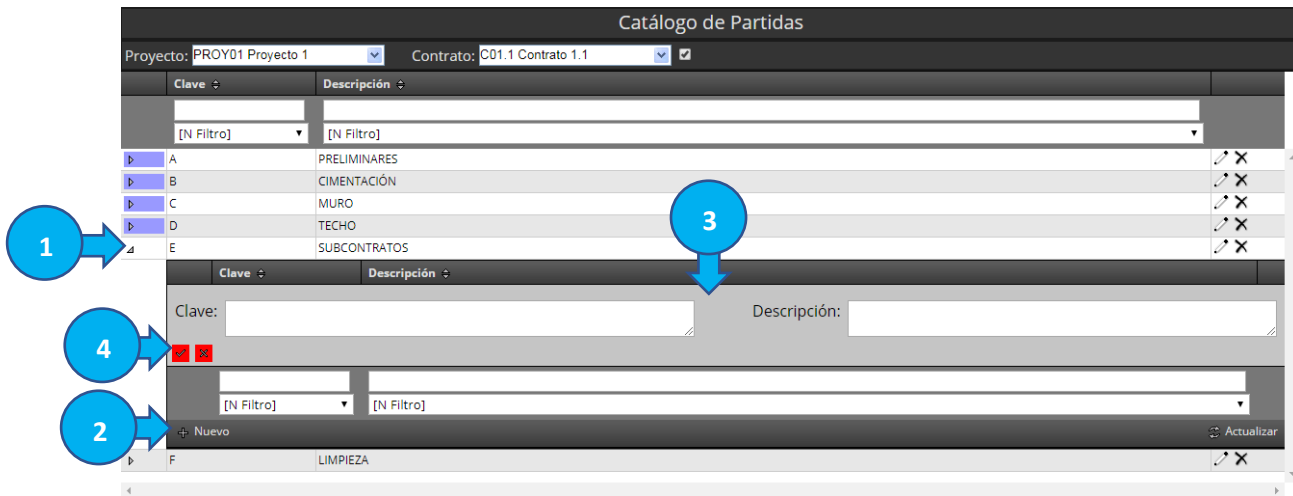 Catálogo de Partidas
Proyecto: PROY01 Proyecto 1 Contrato: C01.1 Contrato 1.1
Clave Descripción
[N Filtro] [N Filtro]
A PRELIMINARES
B CIMENTACIÓN
C MURO
D TECHO
3
1
E SUBCONTRATOS
Clave Descripción
Clave: Descripción:
4
[N Filtro] [N Filtro]
2
Nuevo Actualizar
F LIMPIEZA